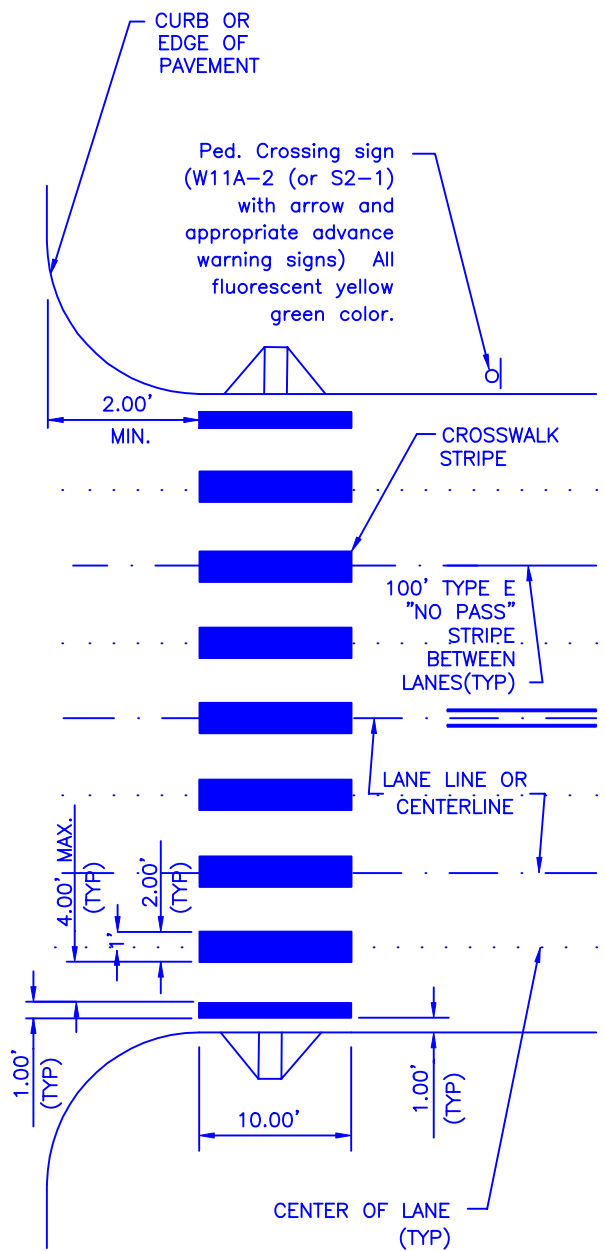 CURB OR
EDGE OF
PAVEMENT
Ped. Crossing sign
(W11A-2 (or S2-1)
with arrow and
appropriate advance
warning signs) All
fluorescent yellow
green color.
2.00'
MIN.
CROSSWALK
STRIPE
100' TYPE E
"NO PASS"
STRIPE
BETWEEN
LANES(TYP)
LANE LINE OR
CENTERLINE
4.00' MAX.
(TYP)
2.00'
(TYP)
1'
1.00'
(TYP)
10.00'
1.00'
(TYP)
CENTER OF LANE
(TYP)